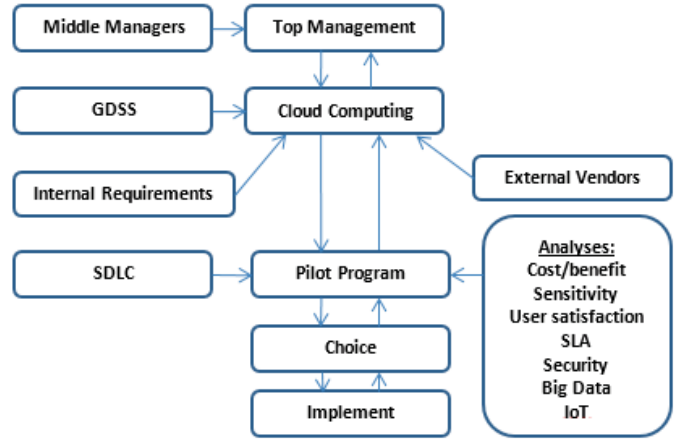 Middle Managers
Top Management
GDSS
Cloud Computing
Internal Requirements
External Vendors
SDLC
Pilot Program
Analyses:
Cost/benefit
Sensitivity
User satisfaction
SLA
Security
Big Data
IoT
Choice
Implement